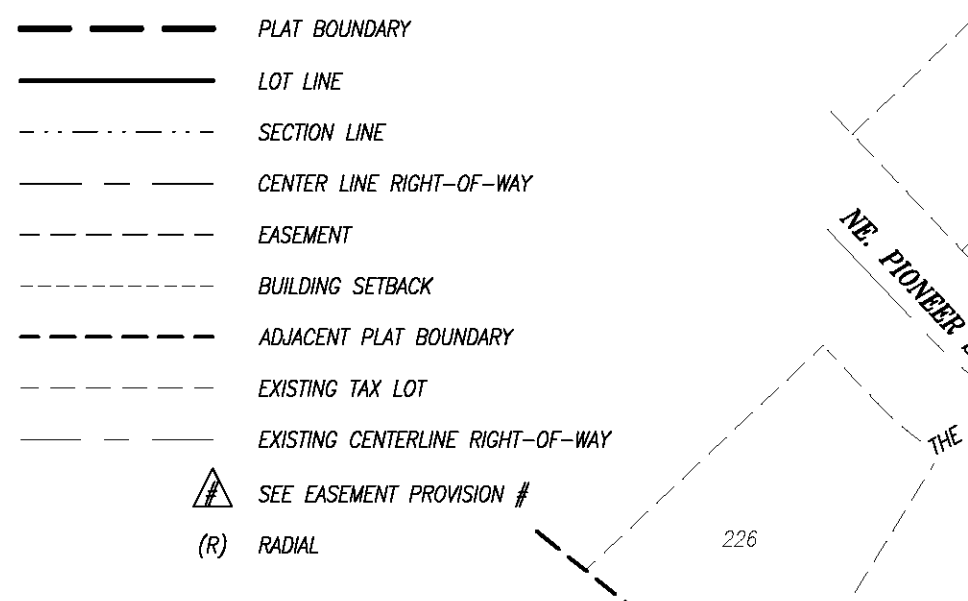 PLAT BOUNDARY
LOT LINE
SECTION LINE
CENTER LINE RIGHT-OF-WAY
EASEMENT
BUILDING SETBACK
ADJACENT PLAT BOUNDARY
EXISTING TAX LOT
EXISTING CENTERLINE RIGHT-OF-WAY
# SEE EASEMENT PROVISION #
(R) RADIAL
NE. PIONEER
THE
226